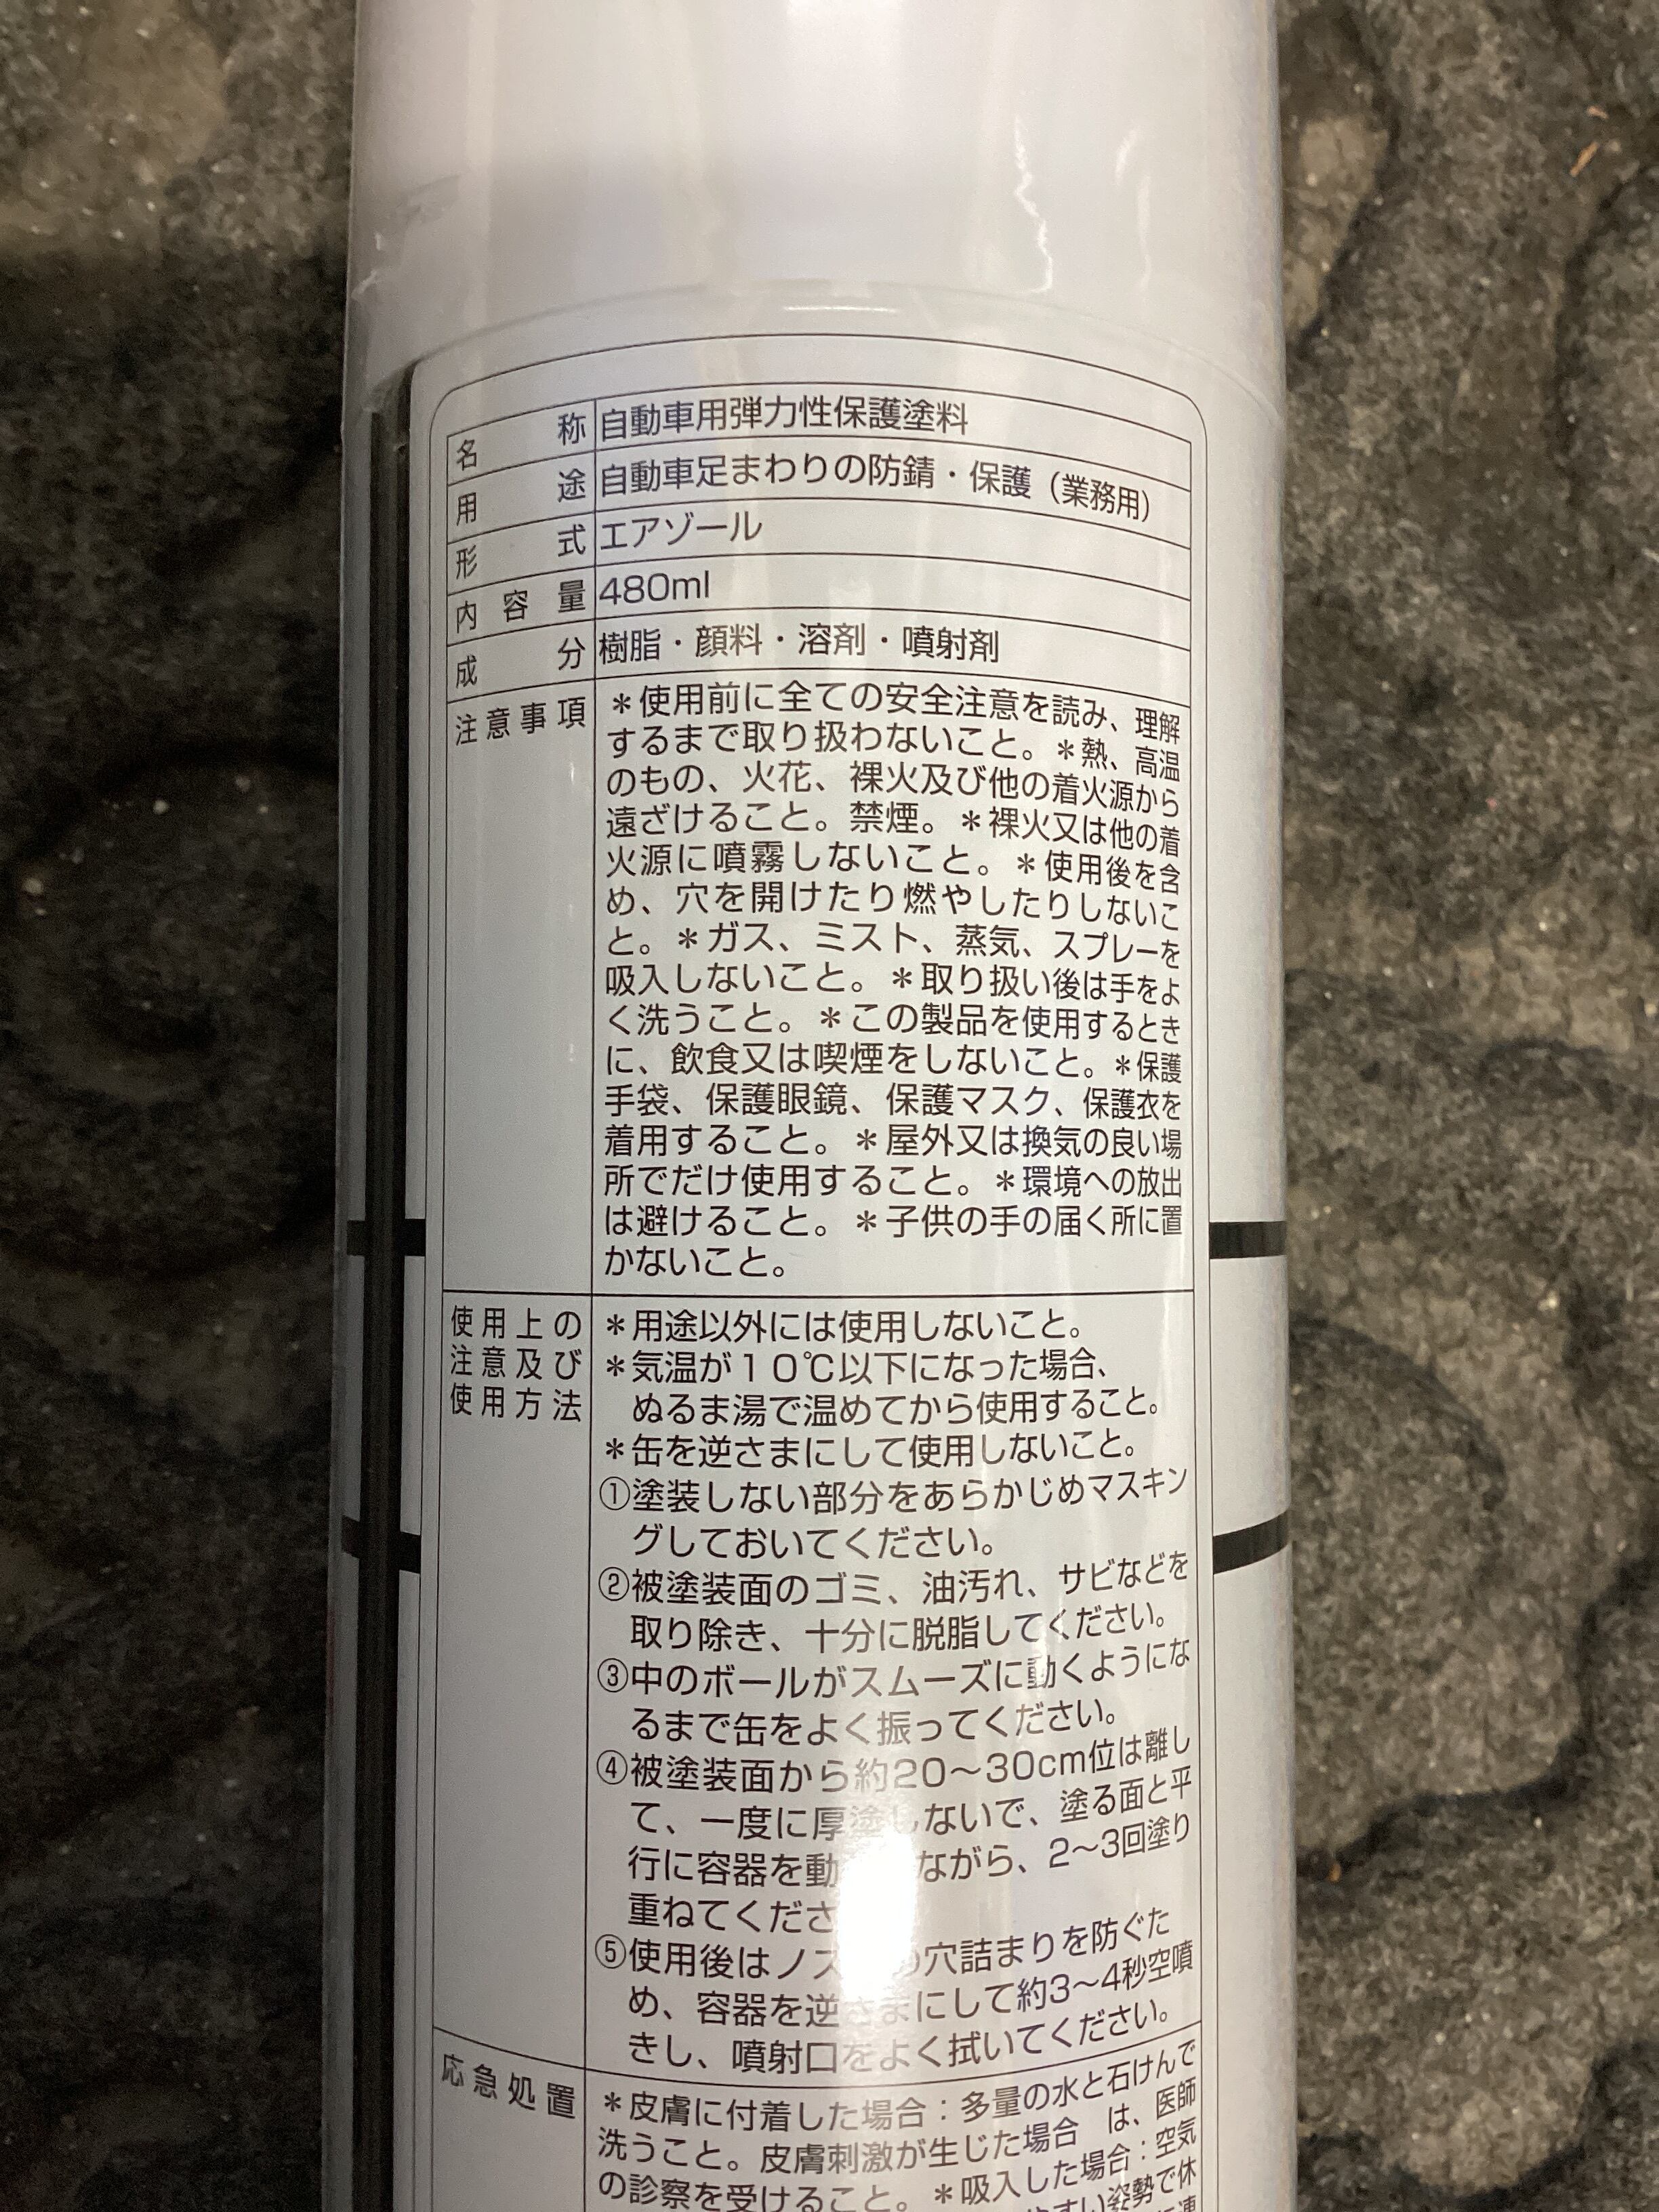 名称 自動車用弾力性保護塗料
用途 自動車足まわりの防錆・保護（業務用）
形式 エアゾール
内容量 480ml
成分 樹脂・顔料・溶剤・噴射剤
注意事項 ＊使用前に全ての安全注意を読み、理解
するまで取り扱わないこと。＊熱、高温
のもの、火花、裸火及び他の着火源から
遠ざけること。禁煙。＊裸火又は他の着
火源に噴霧しないこと。＊使用後を含
め、穴を開けたり燃やしたりしないこ
と。＊ガス、ミスト、蒸気、スプレーを
吸入しないこと。＊取り扱い後は手をよ
く洗うこと。＊この製品を使用するとき
に、飲食又は喫煙をしないこと。＊保護
手袋、保護眼鏡、保護マスク、保護衣を
着用すること。＊屋外又は換気の良い場
所でだけ使用すること。＊環境への放出
は避けること。＊子供の手の届く所に置
かないこと。
使用上の
注意及び
使用方法
＊用途以外には使用しないこと。
＊気温が１０℃以下になった場合、
ぬるま湯で温めてから使用すること。
＊缶を逆さまにして使用しないこと。
①塗装しない部分をあらかじめマスキン
グしておいてください。
②被塗装面のゴミ、油汚れ、サビなどを
取り除き、十分に脱脂してください。
③中のボールがスムーズに動くようにな
るまで缶をよく振ってください。
④被塗装面から約20〜30cm位は離し
て、一度に厚塗しないで、塗る面と平
行に容器を動 ながら、2〜3回塗り
重ねてくださ
⑤使用後はノズ の穴詰まりを防ぐた
め、容器を逆さまにして約3〜4秒空噴
きし、噴射口をよく拭いてください。
応急処置 ＊皮膚に付着した場合：多量の水と石けんで
洗うこと。皮膚刺激が生じた場合 は、医師
の診察を受けること。＊吸入した場合：空気
やすい姿勢で休